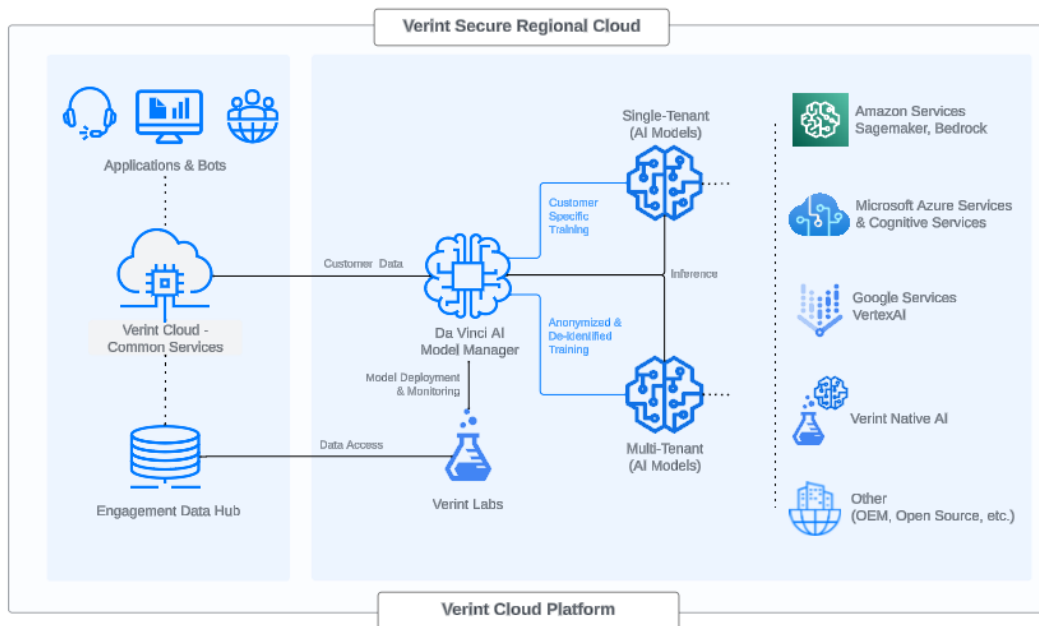 Verint Secure Regional Cloud
Applications & Bots
Verint Cloud -
Common Services
Engagement Data Hub
Customer Data
Data Access
Da Vinci AI
Model Manager
Model Deployment
& Monitoring
Verint Labs
Customer
Specific
Training
Anonymized &
De-identified
Training
Single-Tenant
(AI Models)
Inference
Multi-Tenant
(AI Models)
Amazon Services
Sagemaker, Bedrock
Microsoft Azure Services
& Cognitive Services
Google Services
VertexAI
Verint Native AI
Other
(OEM, Open Source, etc.)
Verint Cloud Platform